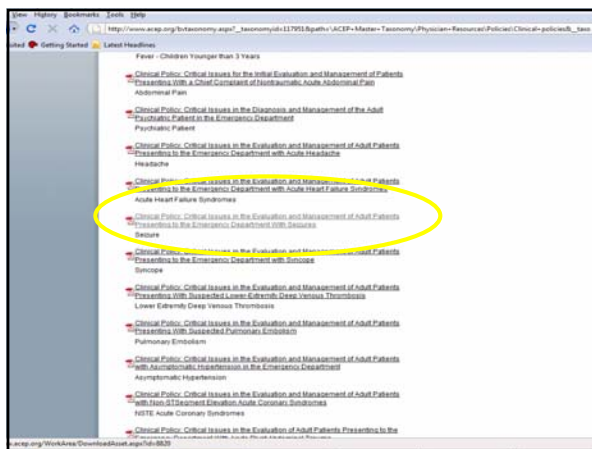 View History Bookmarks Tools Help
http://www.acep.org/bvtaxonomy.aspx?_taxonomyid=117951&path=\ACEP+Master+Taxonomy\Physician+Resources\Policies\Clinical+policies&__taxo
Getting Started Latest Headlines
Fever - Children Younger than 3 Years
Clinical Policy: Critical Issues for the Initial Evaluation and Management of Patients
Presenting With a Chief Complaint of Nontraumatic Acute Abdominal Pain
Abdominal Pain
Clinical Policy: Critical Issues in the Diagnosis and Management of the Adult
Psychiatric Patient in the Emergency Department
Psychiatric Patient
Clinical Policy: Critical Issues in the Evaluation and Management of Adult Patients
Presenting to the Emergency Department with Acute Headache
Headache
Clinical Policy: Critical Issues in the Evaluation and Management of Adult Patients
Presenting to the Emergency Department with Acute Heart Failure Syndromes
Acute Heart Failure Syndromes
Clinical Policy: Critical Issues in the Evaluation and Management of Adult Patients
Presenting to the Emergency Department With Seizures
Seizure
Clinical Policy: Critical Issues in the Evaluation and Management of Adult Patients
Presenting to the Emergency Department with Syncope
Syncope
Clinical Policy: Critical Issues in the Evaluation and Management of Adult Patients
Presenting With Suspected Lower-Extremity Deep Venous Thrombosis
Lower Extremity Deep Venous Thrombosis
Clinical Policy: Critical Issues in the Evaluation and Management of Adult Patients
Presenting With Suspected Pulmonary Embolism
Pulmonary Embolism
Clinical Policy: Critical Issues in the Evaluation and Management of Adult Patients
with Asymptomatic Hypertension in the Emergency Department
Asymptomatic Hypertension
Clinical Policy: Critical Issues in the Evaluation and Management of Adult Patients
with Non-STSegment Elevation Acute Coronary Syndromes
NSTE Acute Coronary Syndromes
Clinical Policy: Critical Issues in the Evaluation of Adult Patients Presenting to the
Emergency Department With Acute Blunt Abdominal Trauma
w.acep.org/WorkArea/DownloadAsset.aspx?id=8820